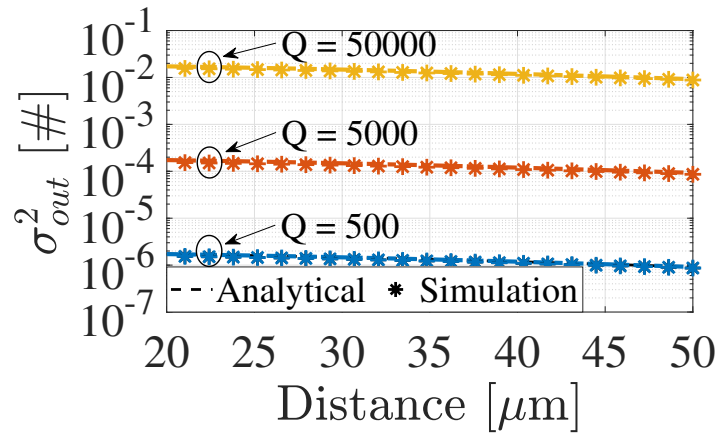 10^-1
10^-2
10^-3
10^-4
10^-5
10^-6
10^-7
σ²_out [#]
Q = 50000
Q = 5000
Q = 500
Analytical * Simulation
20 25 30 35 40 45 50
Distance [μm]